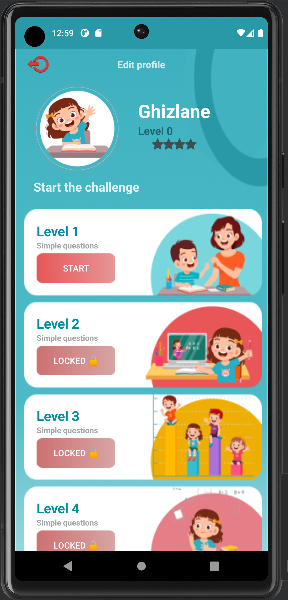 12:59
Edit profile
Ghizlane
Level 0
Start the challenge
Level 1
Simple questions
START
Level 2
Simple questions
LOCKED 🔒
Level 3
Simple questions
LOCKED 🔒
Level 4
Simple questions
LOCKED 🔒